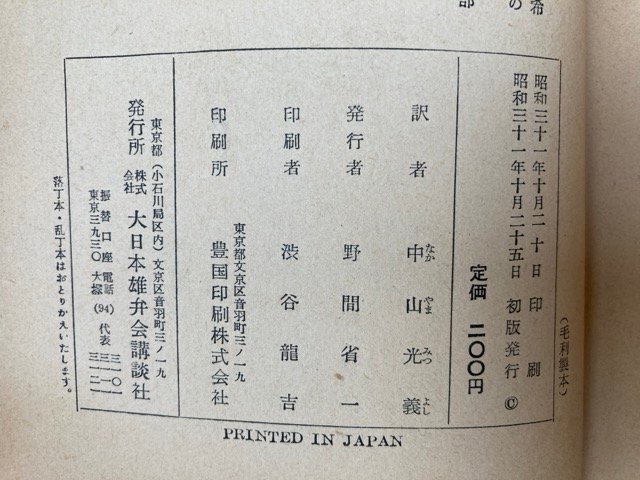 希
の
部
(毛利製本)
昭和三十一年十月二十日 印刷
昭和三十一年十月二十五日 初版発行 ©
定価 二〇〇円
訳者 中山光義
なか やま みつ よし
発行者 野間省一
印刷者 渋谷龍吉
東京都文京区音羽町三ノ一九
印刷所 豊国印刷株式会社
東京都(小石川局区内)文京区音羽町三ノ一九
発行所 株式会社 大日本雄弁会講談社
振替口座 東京三九三〇
電話 大塚(94) 代表
落丁本・乱丁本はおとりかえいたします。
PRINTED IN JAPAN